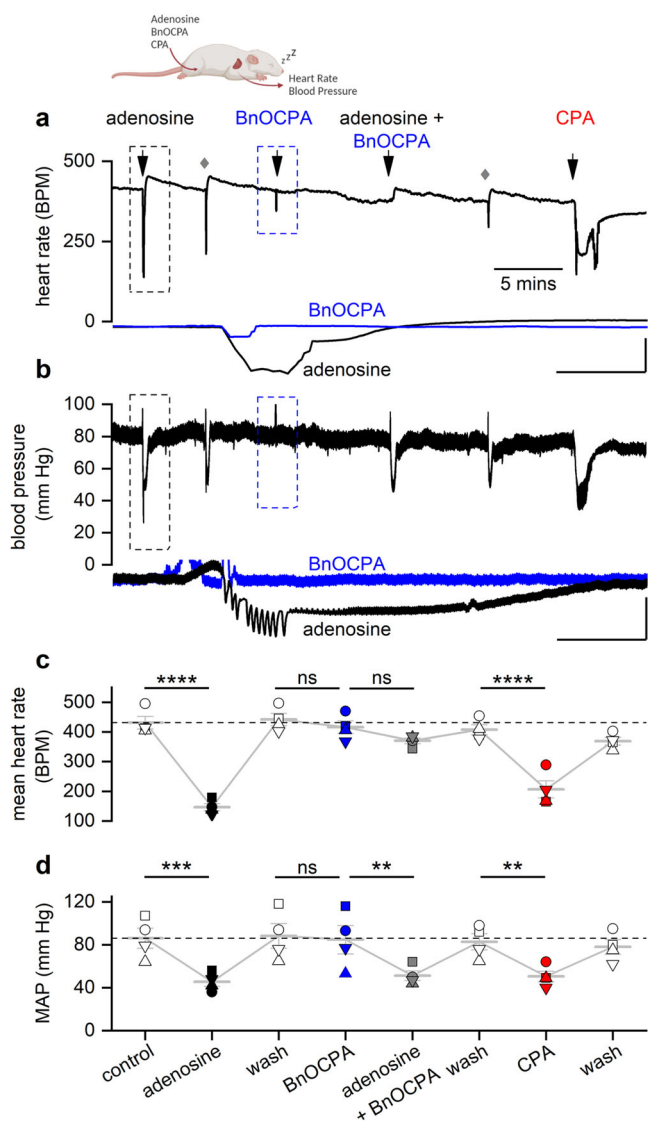 Adenosine
BnOCPA
CPA
z z z
Heart Rate
Blood Pressure
a
adenosine
BnOCPA
adenosine +
BnOCPA
CPA
500
250
0
heart rate (BPM)
5 mins
BnOCPA
adenosine
b
100
80
60
40
20
0
blood pressure
(mm Hg)
BnOCPA
adenosine
c
****
ns
ns
****
500
400
300
200
100
mean heart rate
(BPM)
d
***
ns
**
**
120
80
40
0
MAP (mm Hg)
control
adenosine
wash
BnOCPA
adenosine
+ BnOCPA
wash
CPA
wash